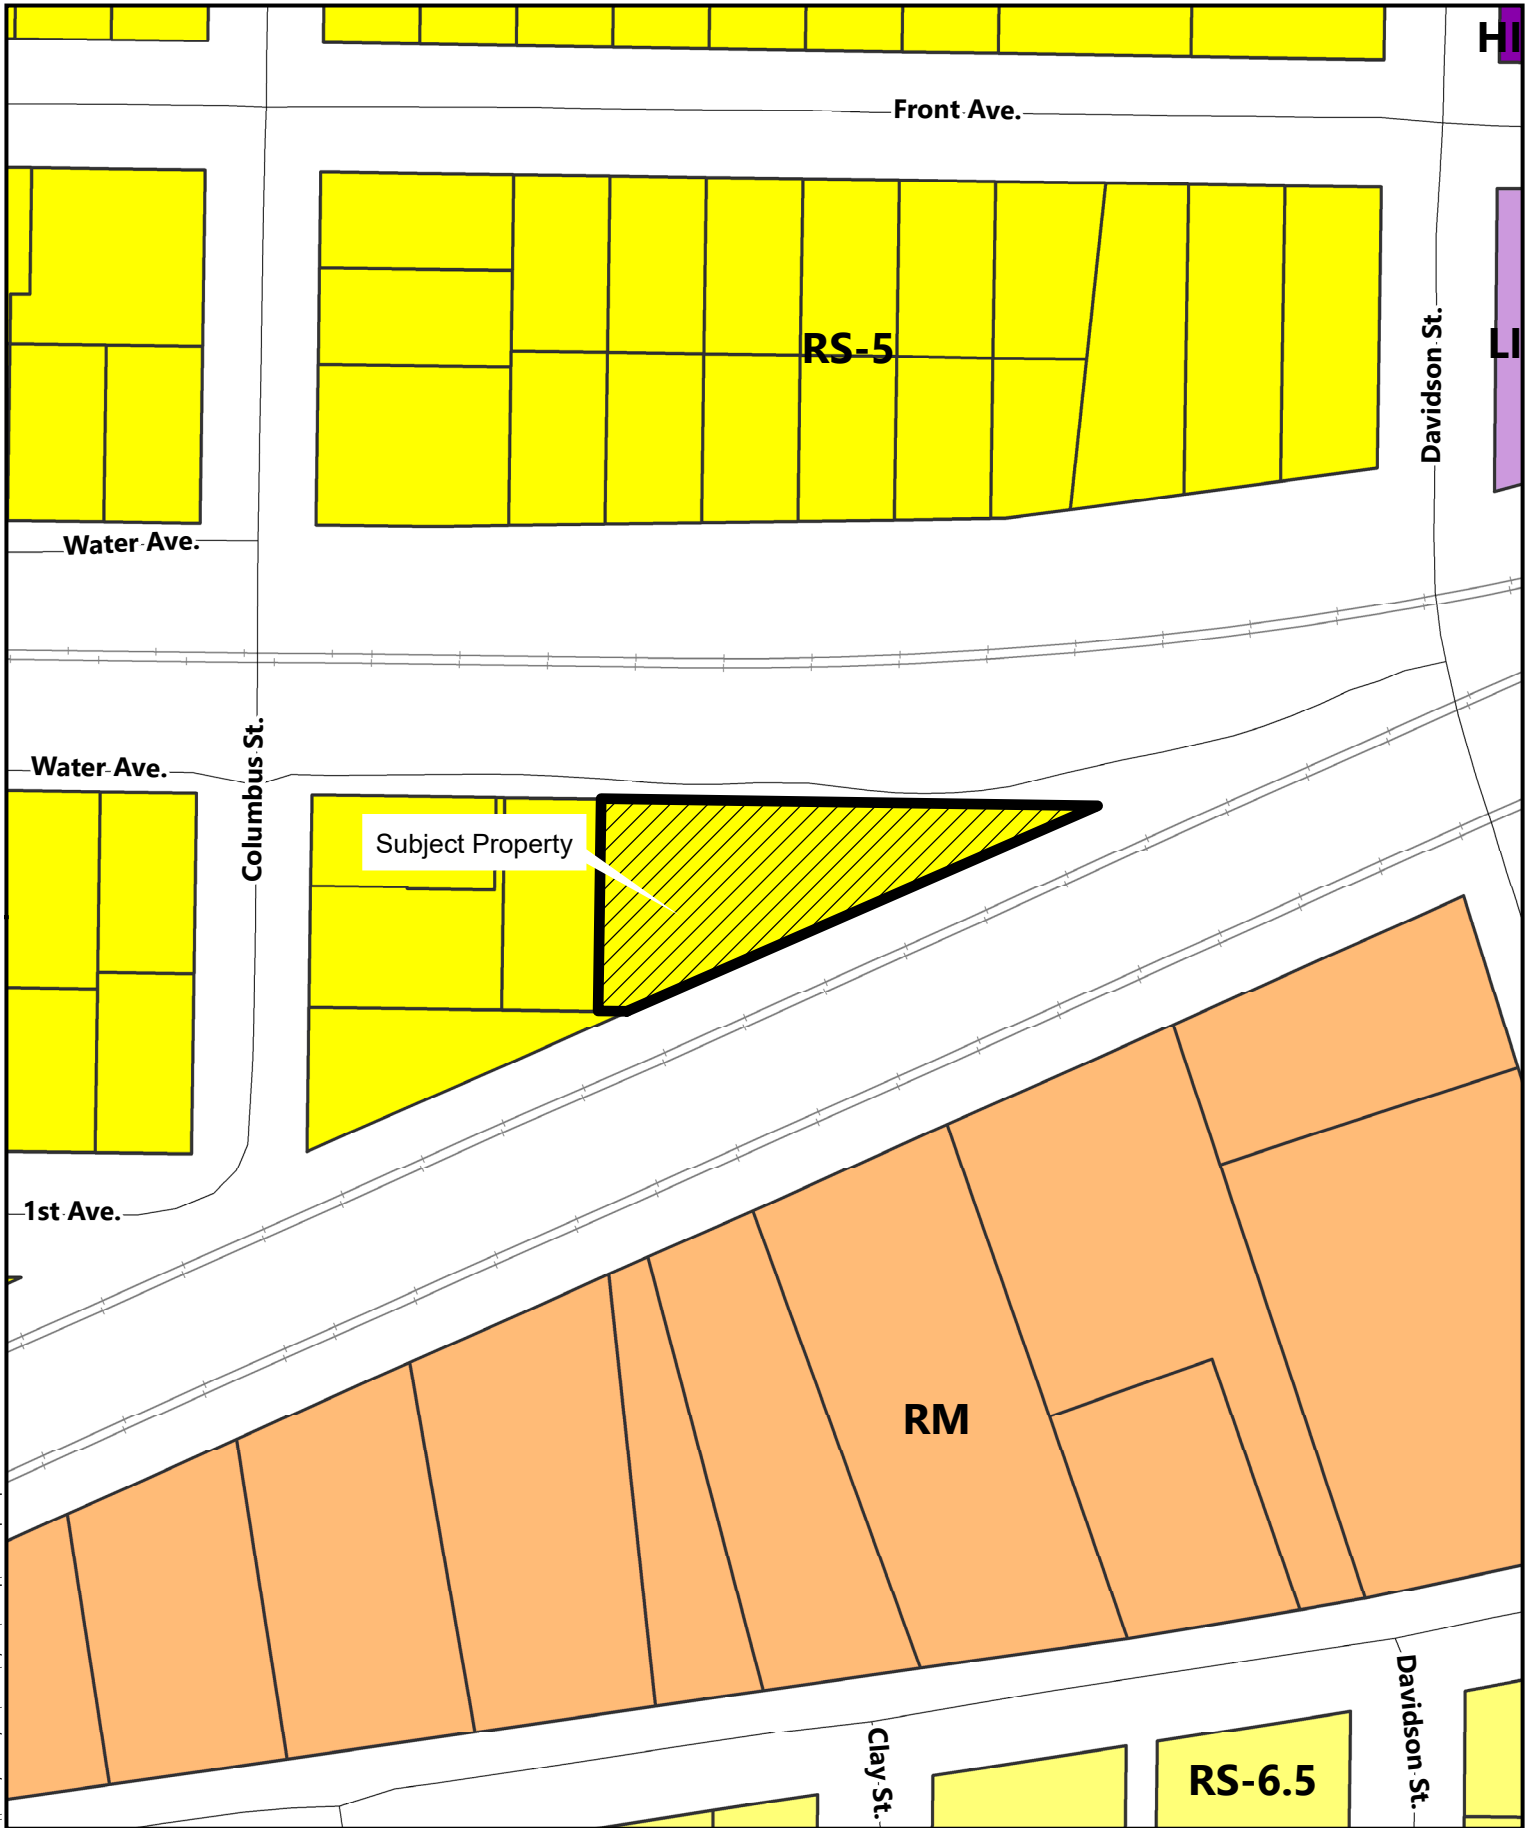 HI
Front Ave.
RS-5
LI
Davidson St.
Water Ave.
Water Ave.
Columbus St.
Subject Property
1st Ave.
RM
Clay St.
Davidson St.
RS-6.5